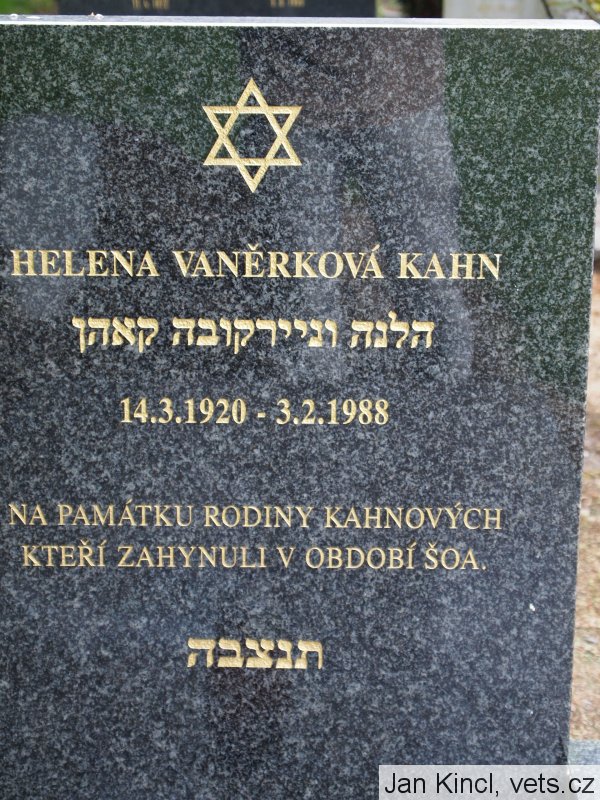 HELENA VANĚRKOVÁ KAHN
הלנה וניירקובה קאהן
14.3.1920 - 3.2.1988
NA PAMÁTKU RODINY KAHNOVÝCH
KTEŘÍ ZAHYNULI V OBDOBÍ ŠOA.
תנצבה
Jan Kincl, vets.cz